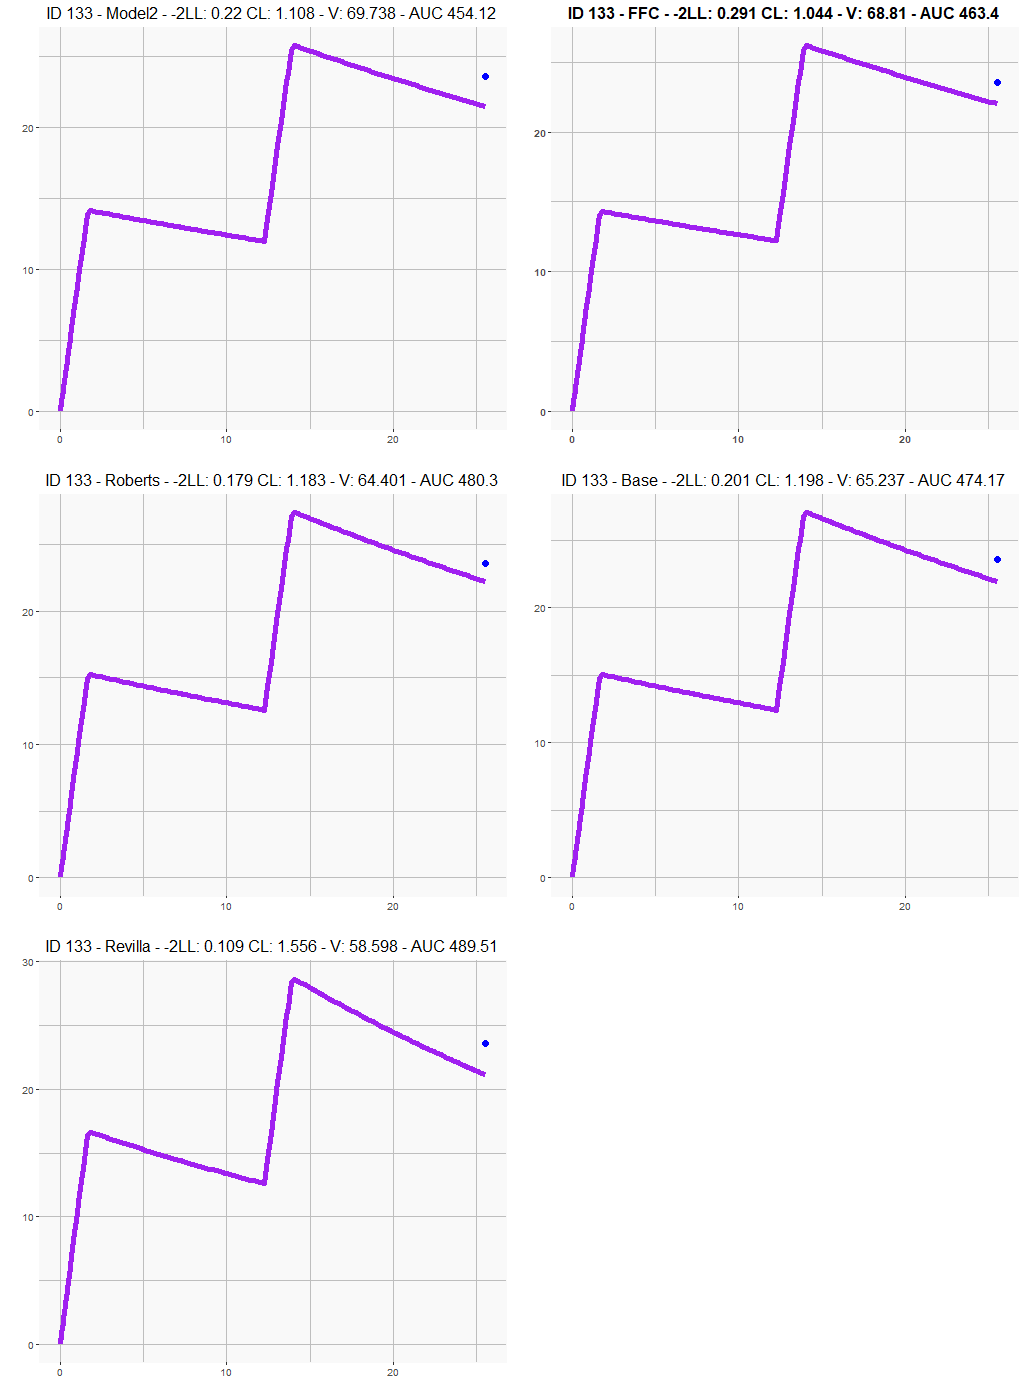 ID 133 - Model2 - -2LL: 0.22 CL: 1.108 - V: 69.738 - AUC 454.12
20
10
0
0 10 20
ID 133 - FFC - -2LL: 0.291 CL: 1.044 - V: 68.81 - AUC 463.4
20
10
0
0 10 20
ID 133 - Roberts - -2LL: 0.179 CL: 1.183 - V: 64.401 - AUC 480.3
20
10
0
0 10 20
ID 133 - Base - -2LL: 0.201 CL: 1.198 - V: 65.237 - AUC 474.17
20
10
0
0 10 20
ID 133 - Revilla - -2LL: 0.109 CL: 1.556 - V: 58.598 - AUC 489.51
30
20
10
0
0 10 20